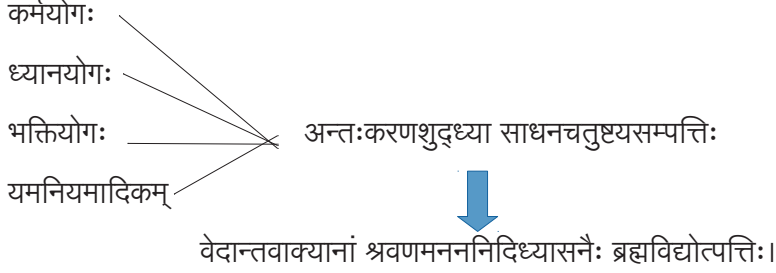 कर्मयोगः
ध्यानयोगः
भक्तियोगः
अन्तःकरणशुद्ध्या साधनचतुष्टयसम्पत्तिः
यमनियमादिकम्
वेदान्तवाक्यानां श्रवणमनननिदिध्यासनैः ब्रह्मविद्योत्पत्तिः।